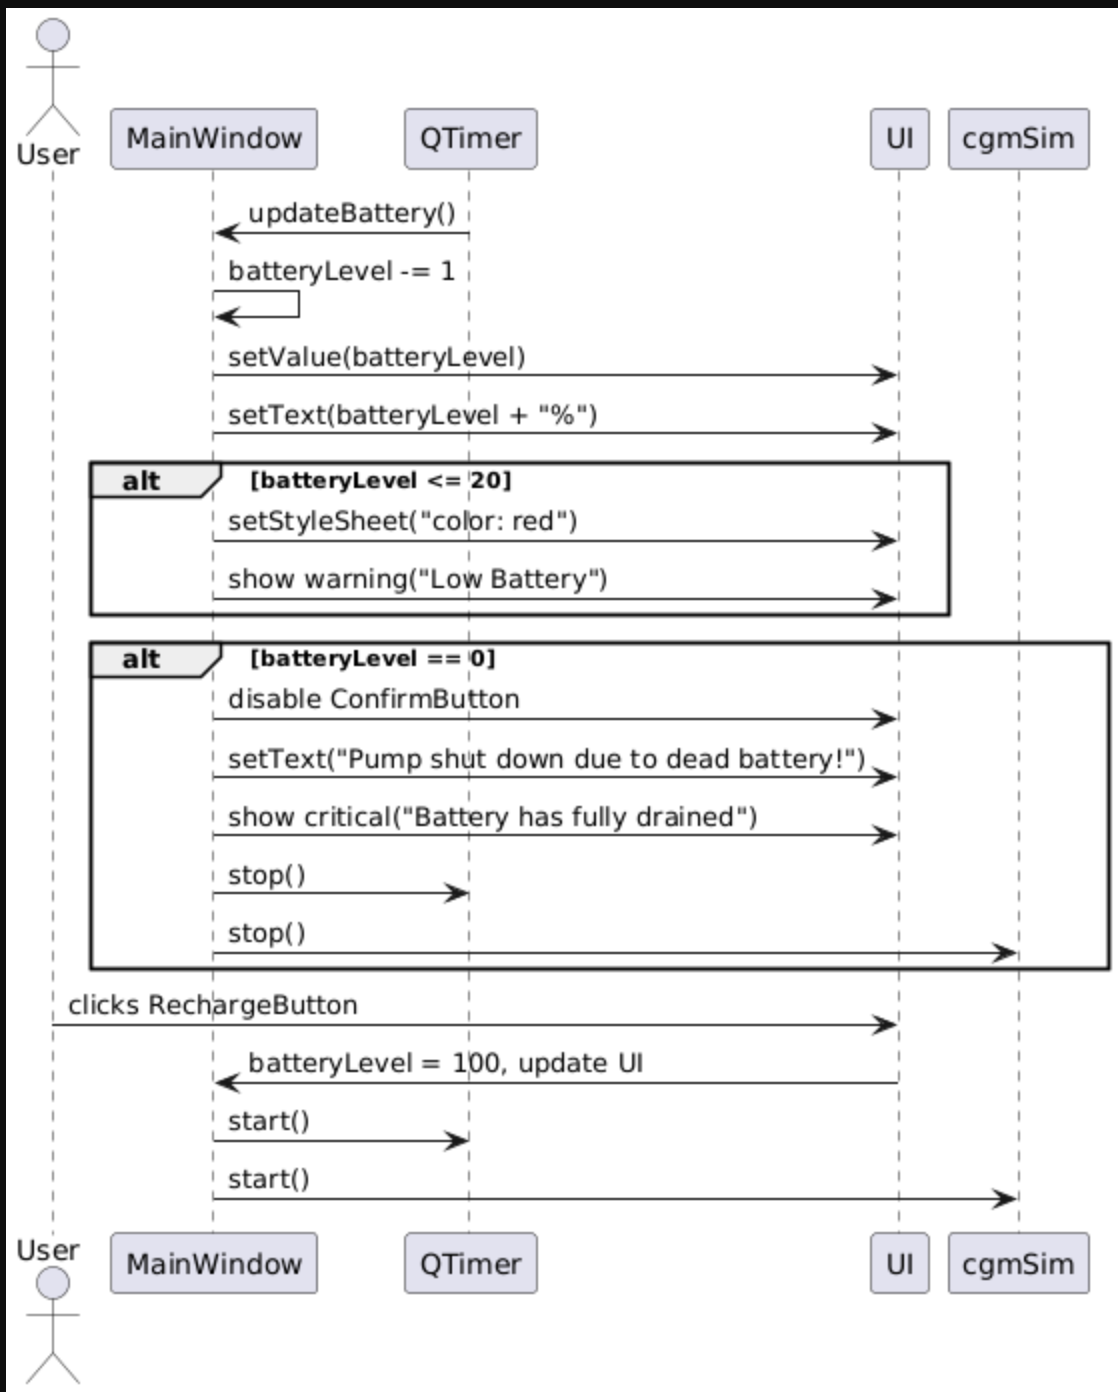 User
MainWindow
QTimer
UI
cgmSim
updateBattery()
batteryLevel -= 1
setValue(batteryLevel)
setText(batteryLevel + "%")
alt
[batteryLevel <= 20]
setStyleSheet("color: red")
show warning("Low Battery")
alt
[batteryLevel == 0]
disable ConfirmButton
setText("Pump shut down due to dead battery!")
show critical("Battery has fully drained")
stop()
stop()
clicks RechargeButton
batteryLevel = 100, update UI
start()
start()
User
MainWindow
QTimer
UI
cgmSim